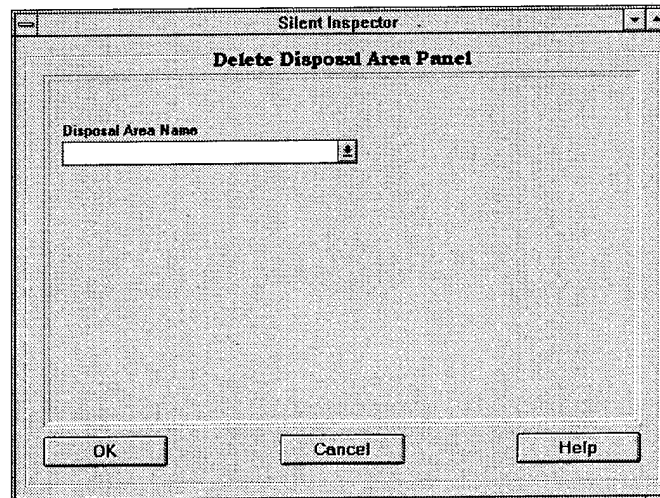 Silent Inspector
Delete Disposal Area Panel
Disposal Area Name
OK
Cancel
Help